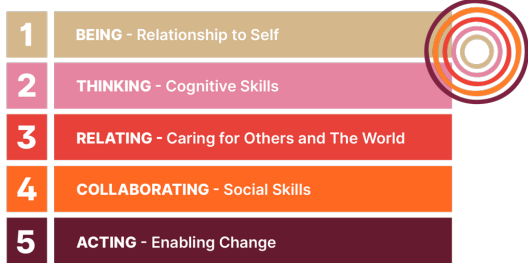 1 BEING - Relationship to Self
2 THINKING - Cognitive Skills
3 RELATING - Caring for Others and The World
4 COLLABORATING - Social Skills
5 ACTING - Enabling Change